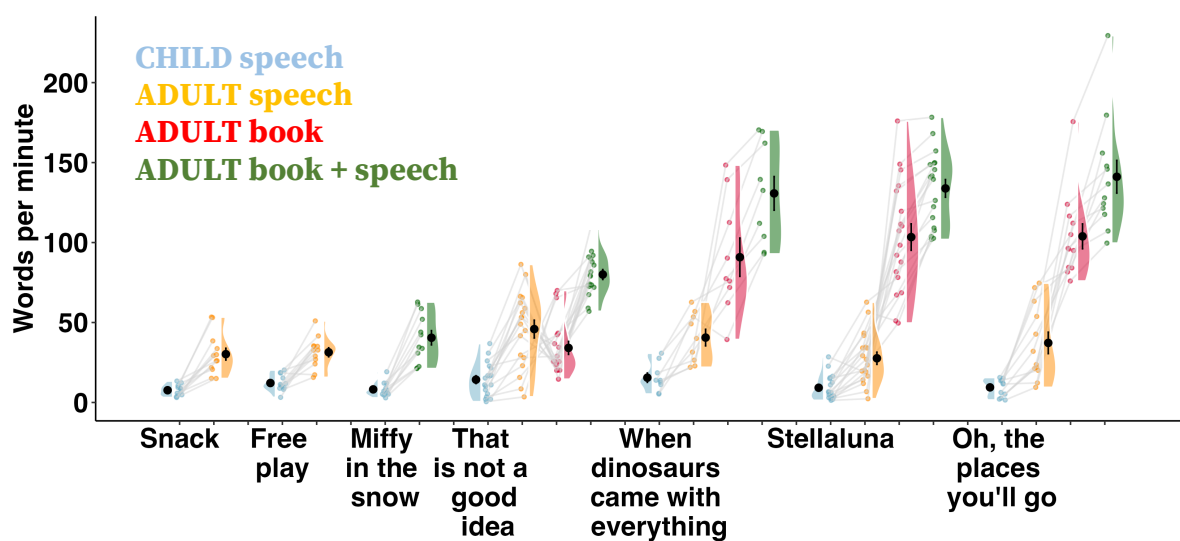 CHILD speech
ADULT speech
ADULT book
ADULT book + speech
Words per minute
200
150
100
50
0
Snack
Free
play
Miffy
in the
snow
That
is not a
good
idea
When
dinosaurs
came with
everything
Stellaluna
Oh, the
places
you'll go